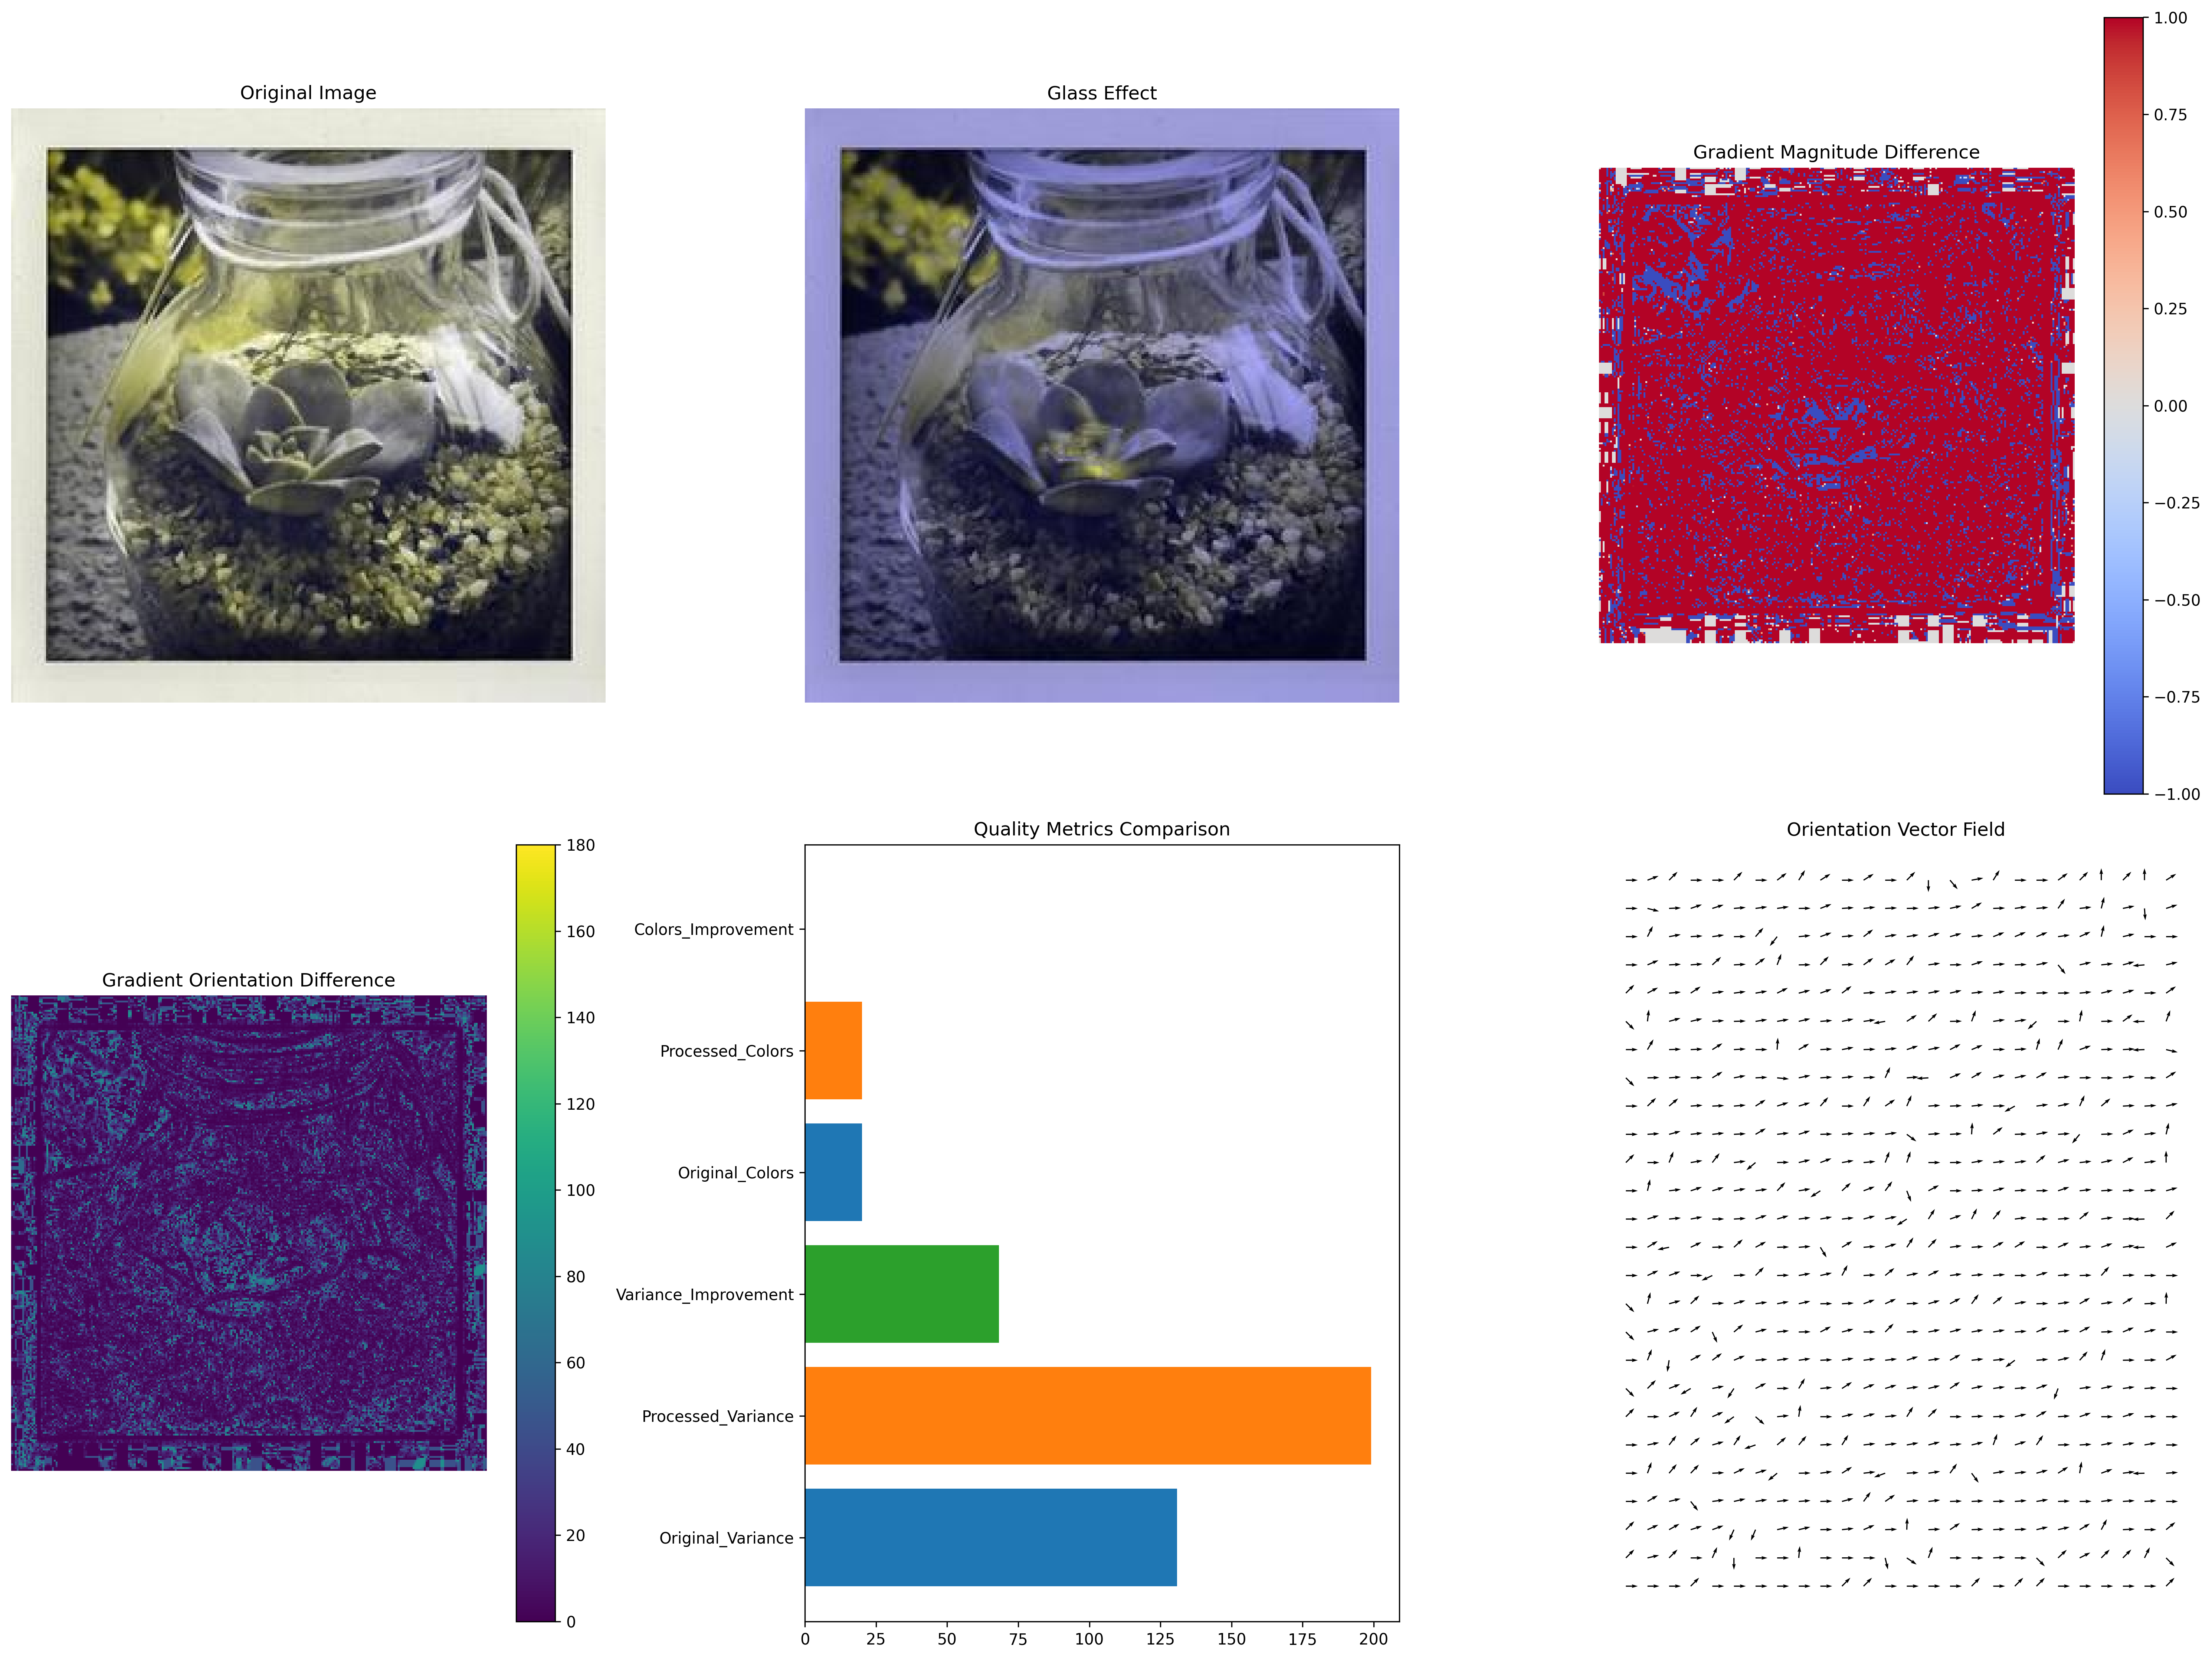 Original Image
Glass Effect
Gradient Magnitude Difference
1.00
0.75
0.50
0.25
0.00
−0.25
−0.50
−0.75
−1.00
Gradient Orientation Difference
180
160
140
120
100
80
60
40
20
0
Quality Metrics Comparison
Colors_Improvement
Processed_Colors
Original_Colors
Variance_Improvement
Processed_Variance
Original_Variance
0 25 50 75 100 125 150 175 200
Orientation Vector Field